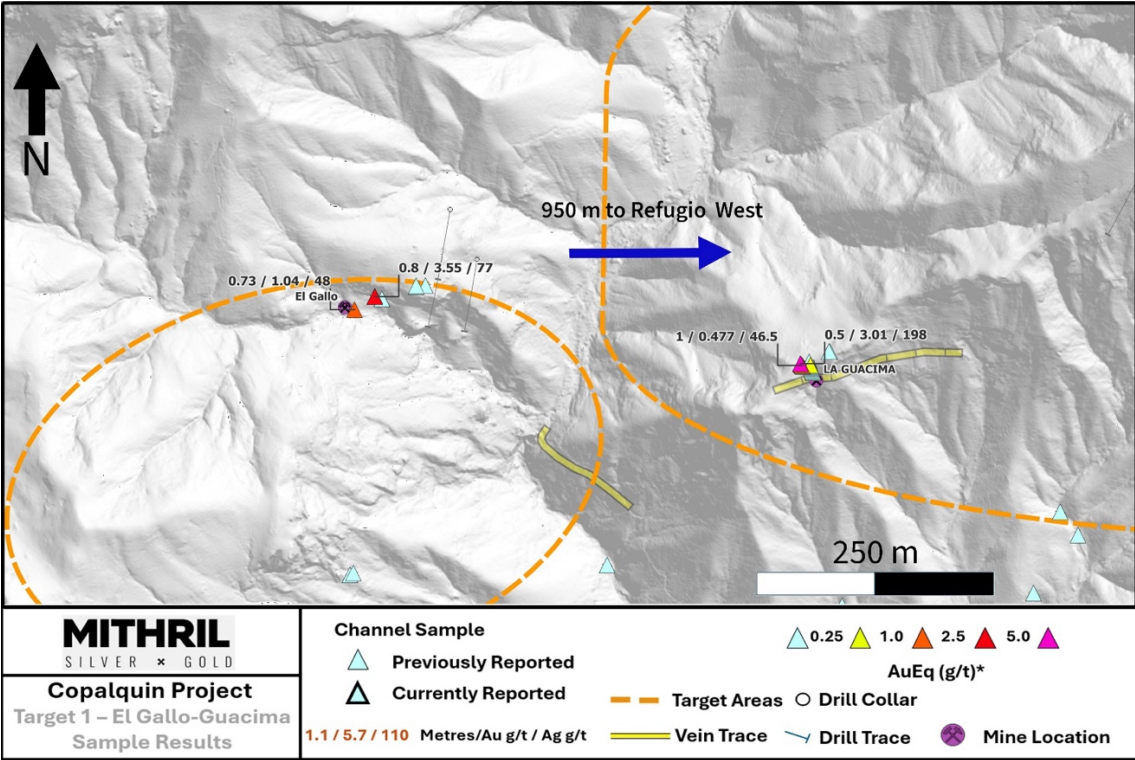 N
950 m to Refugio West
0.73 / 1.04 / 48
0.8 / 3.55 / 77
El Gallo
1 / 0.477 / 46.5
0.5 / 3.01 / 198
LA GUACIMA
250 m
MITHRIL
SILVER × GOLD
Copalquin Project
Target 1 – El Gallo-Guacima
Sample Results
Channel Sample
Previously Reported
Currently Reported
1.1 / 5.7 / 110 Metres/Au g/t / Ag g/t
0.25 1.0 2.5 5.0
AuEq (g/t)*
Target Areas
Drill Collar
Vein Trace
Drill Trace
Mine Location